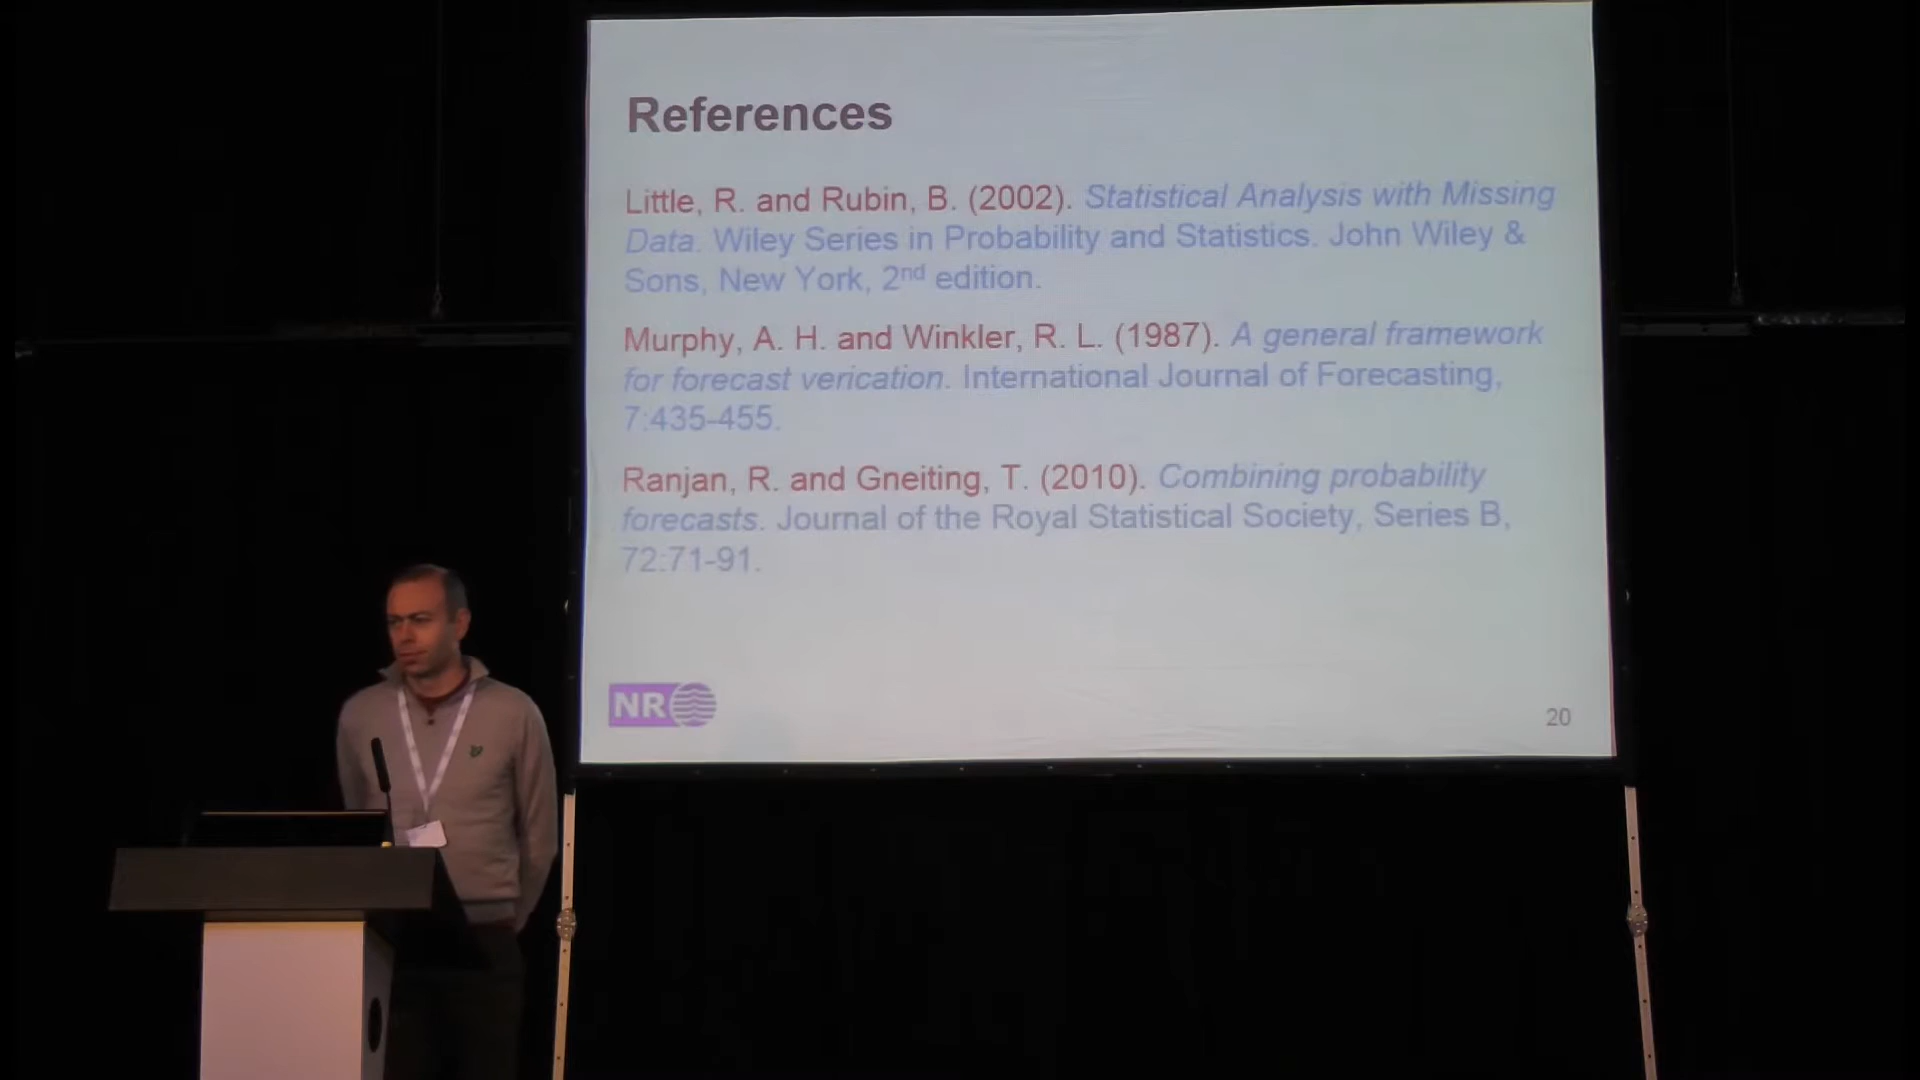 References
Little, R. and Rubin, B. (2002). Statistical Analysis with Missing
Data. Wiley Series in Probability and Statistics. John Wiley &
Sons, New York, 2nd edition.
Murphy, A. H. and Winkler, R. L. (1987). A general framework
for forecast verication. International Journal of Forecasting,
7:435-455.
Ranjan, R. and Gneiting, T. (2010). Combining probability
forecasts. Journal of the Royal Statistical Society, Series B,
72:71-91.
NR
20